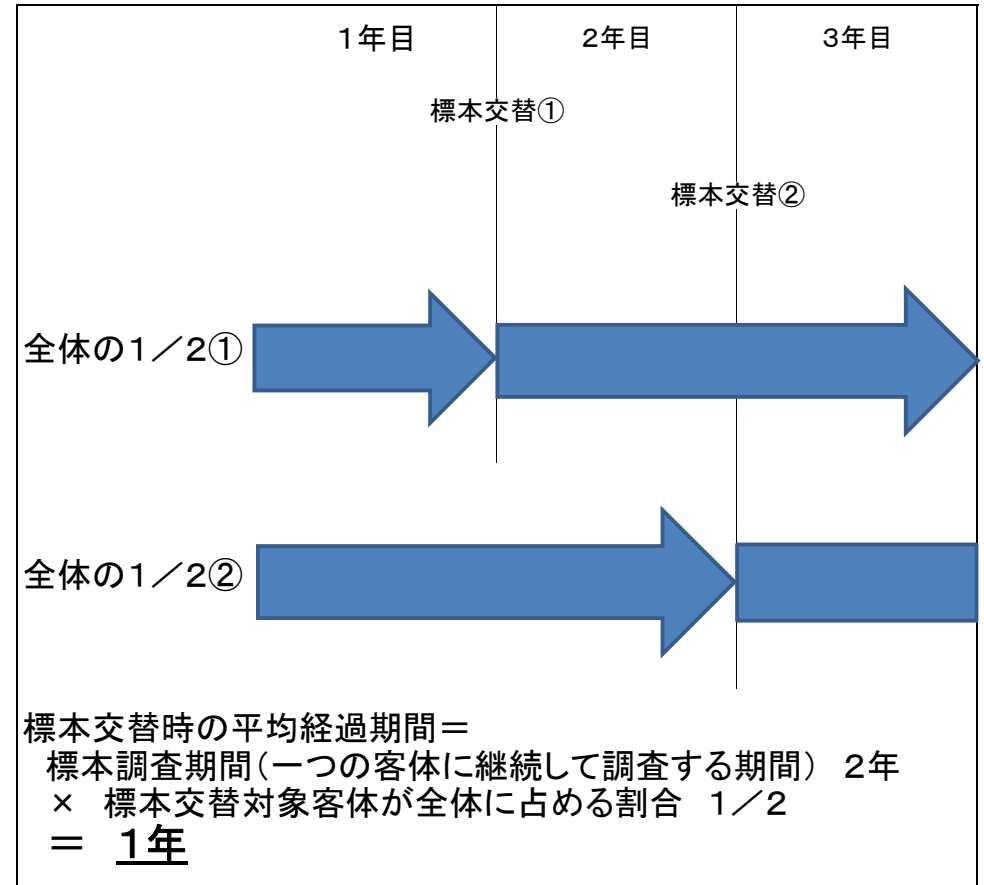 1年目 2年目 3年目
標本交替①
標本交替②
全体の1/2①
全体の1/2②
標本交替時の平均経過期間=
標本調査期間(一つの客体に継続して調査する期間) 2年
× 標本交替対象客体が全体に占める割合 1/2
= 1年